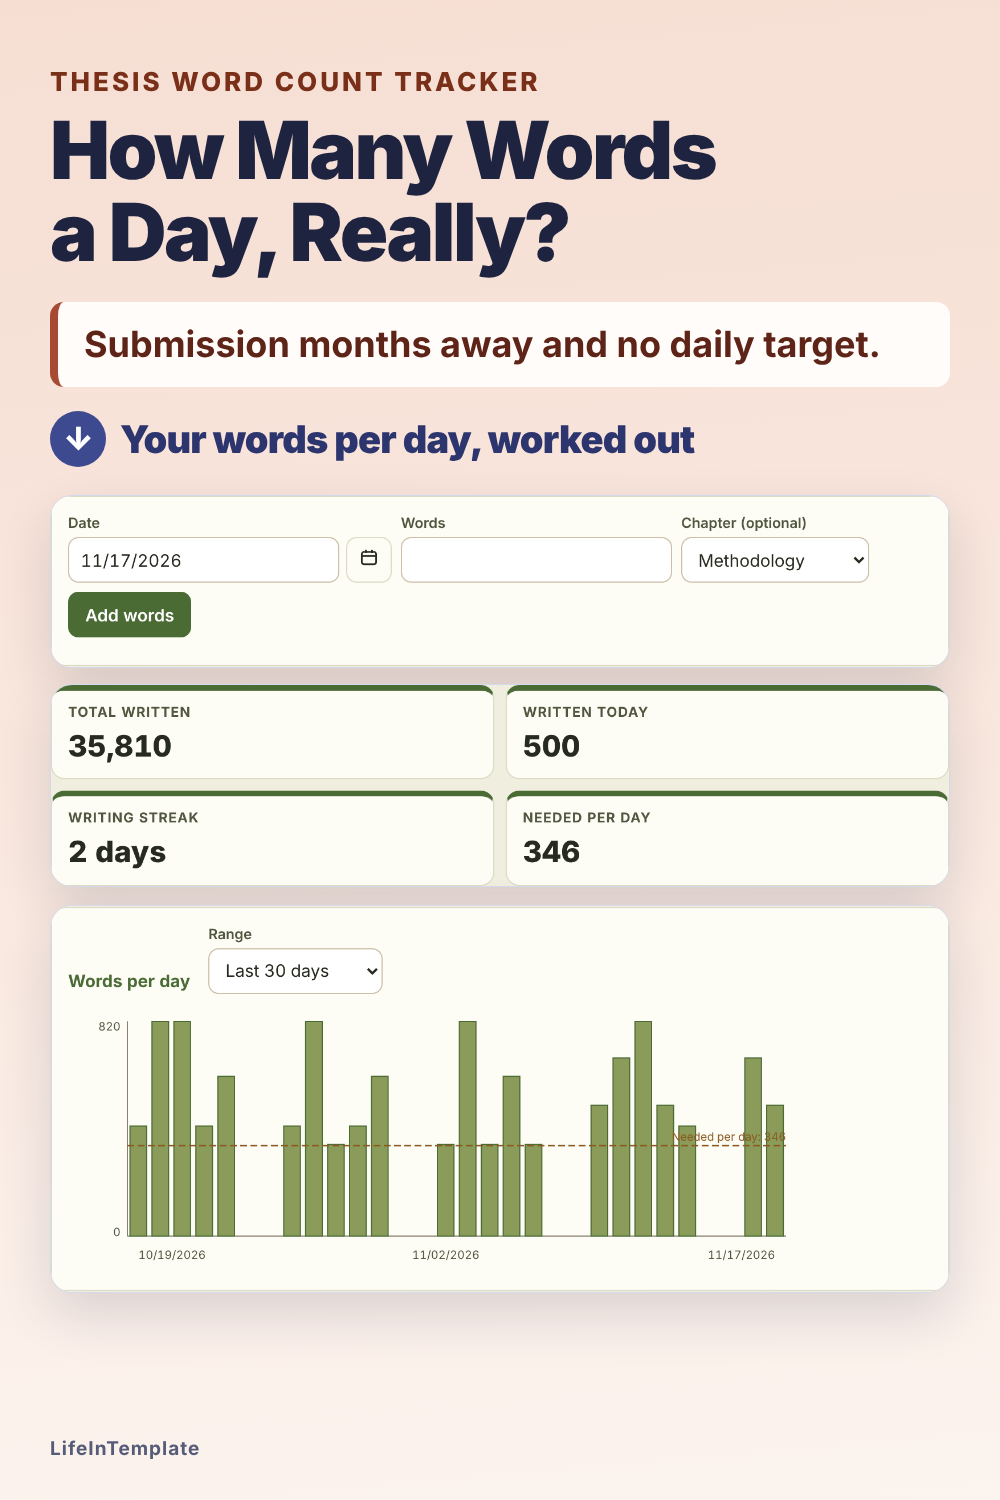 THESIS WORD COUNT TRACKER
How Many Words
a Day, Really?
Submission months away and no daily target.
Your words per day, worked out
Date
Words
Chapter (optional)
11/17/2026
Methodology
Add words
TOTAL WRITTEN
35,810
WRITTEN TODAY
500
WRITING STREAK
2 days
NEEDED PER DAY
346
Range
Words per day
Last 30 days
820
Needed per day: 346
0
10/19/2026
11/02/2026
11/17/2026
LifeInTemplate